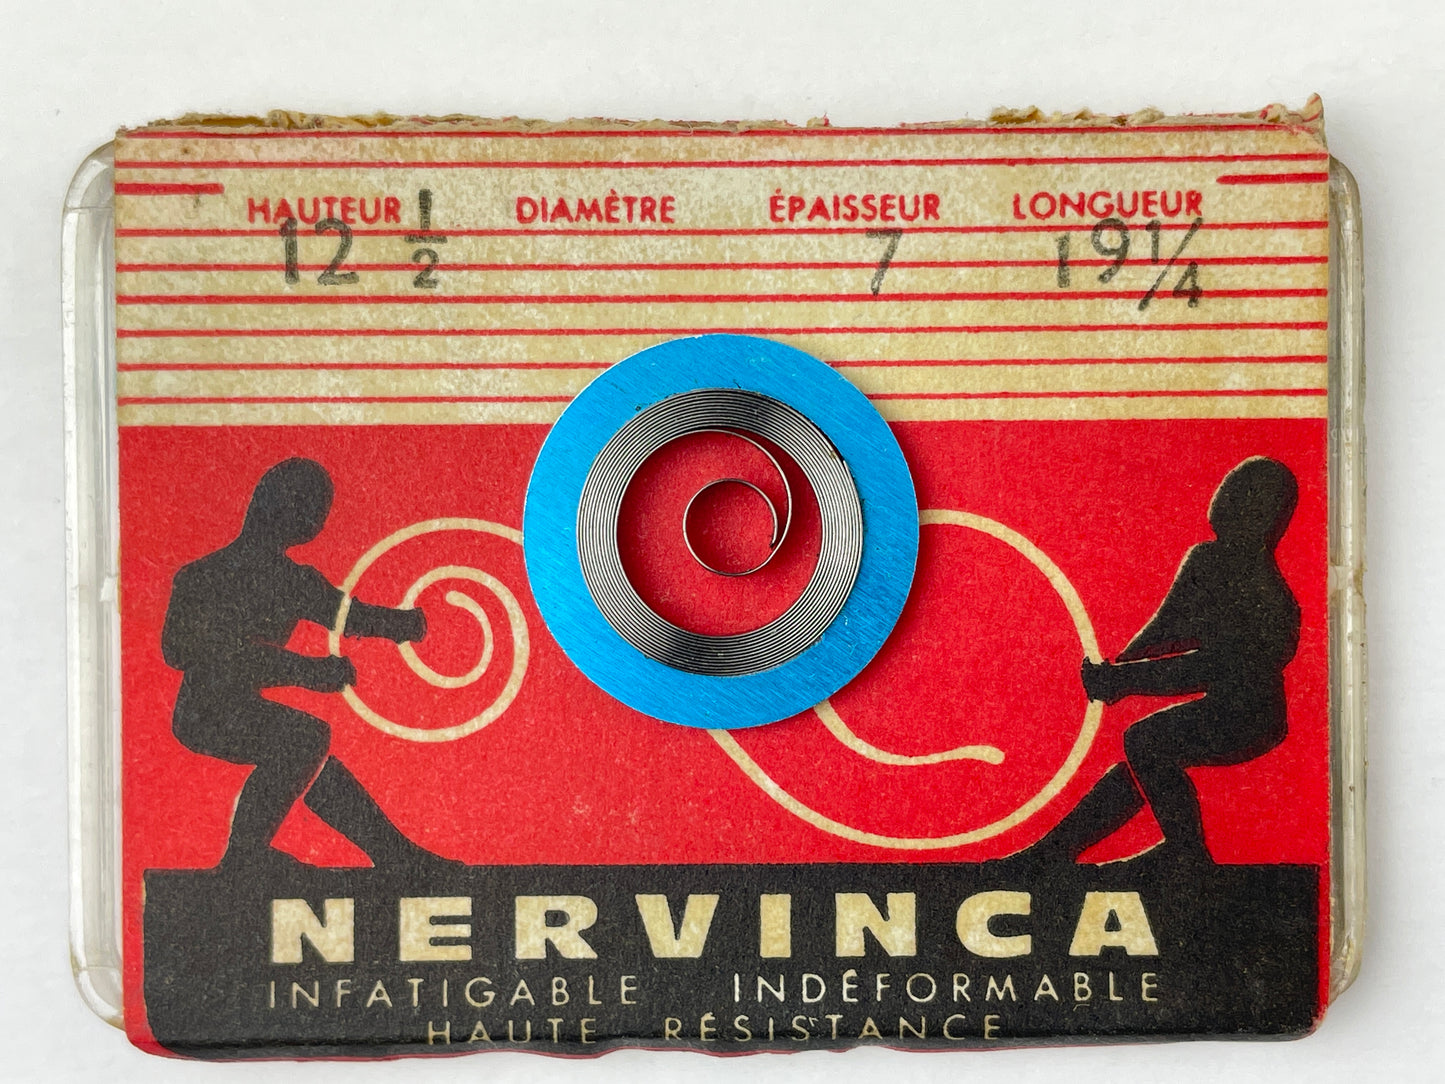 HAUTEUR DIAMÈTRE ÉPAISSEUR LONGUEUR
12 1/2 7 19 1/4
NERVINCA
INFATIGABLE INDÉFORMABLE
HAUTE RÉSISTANCE